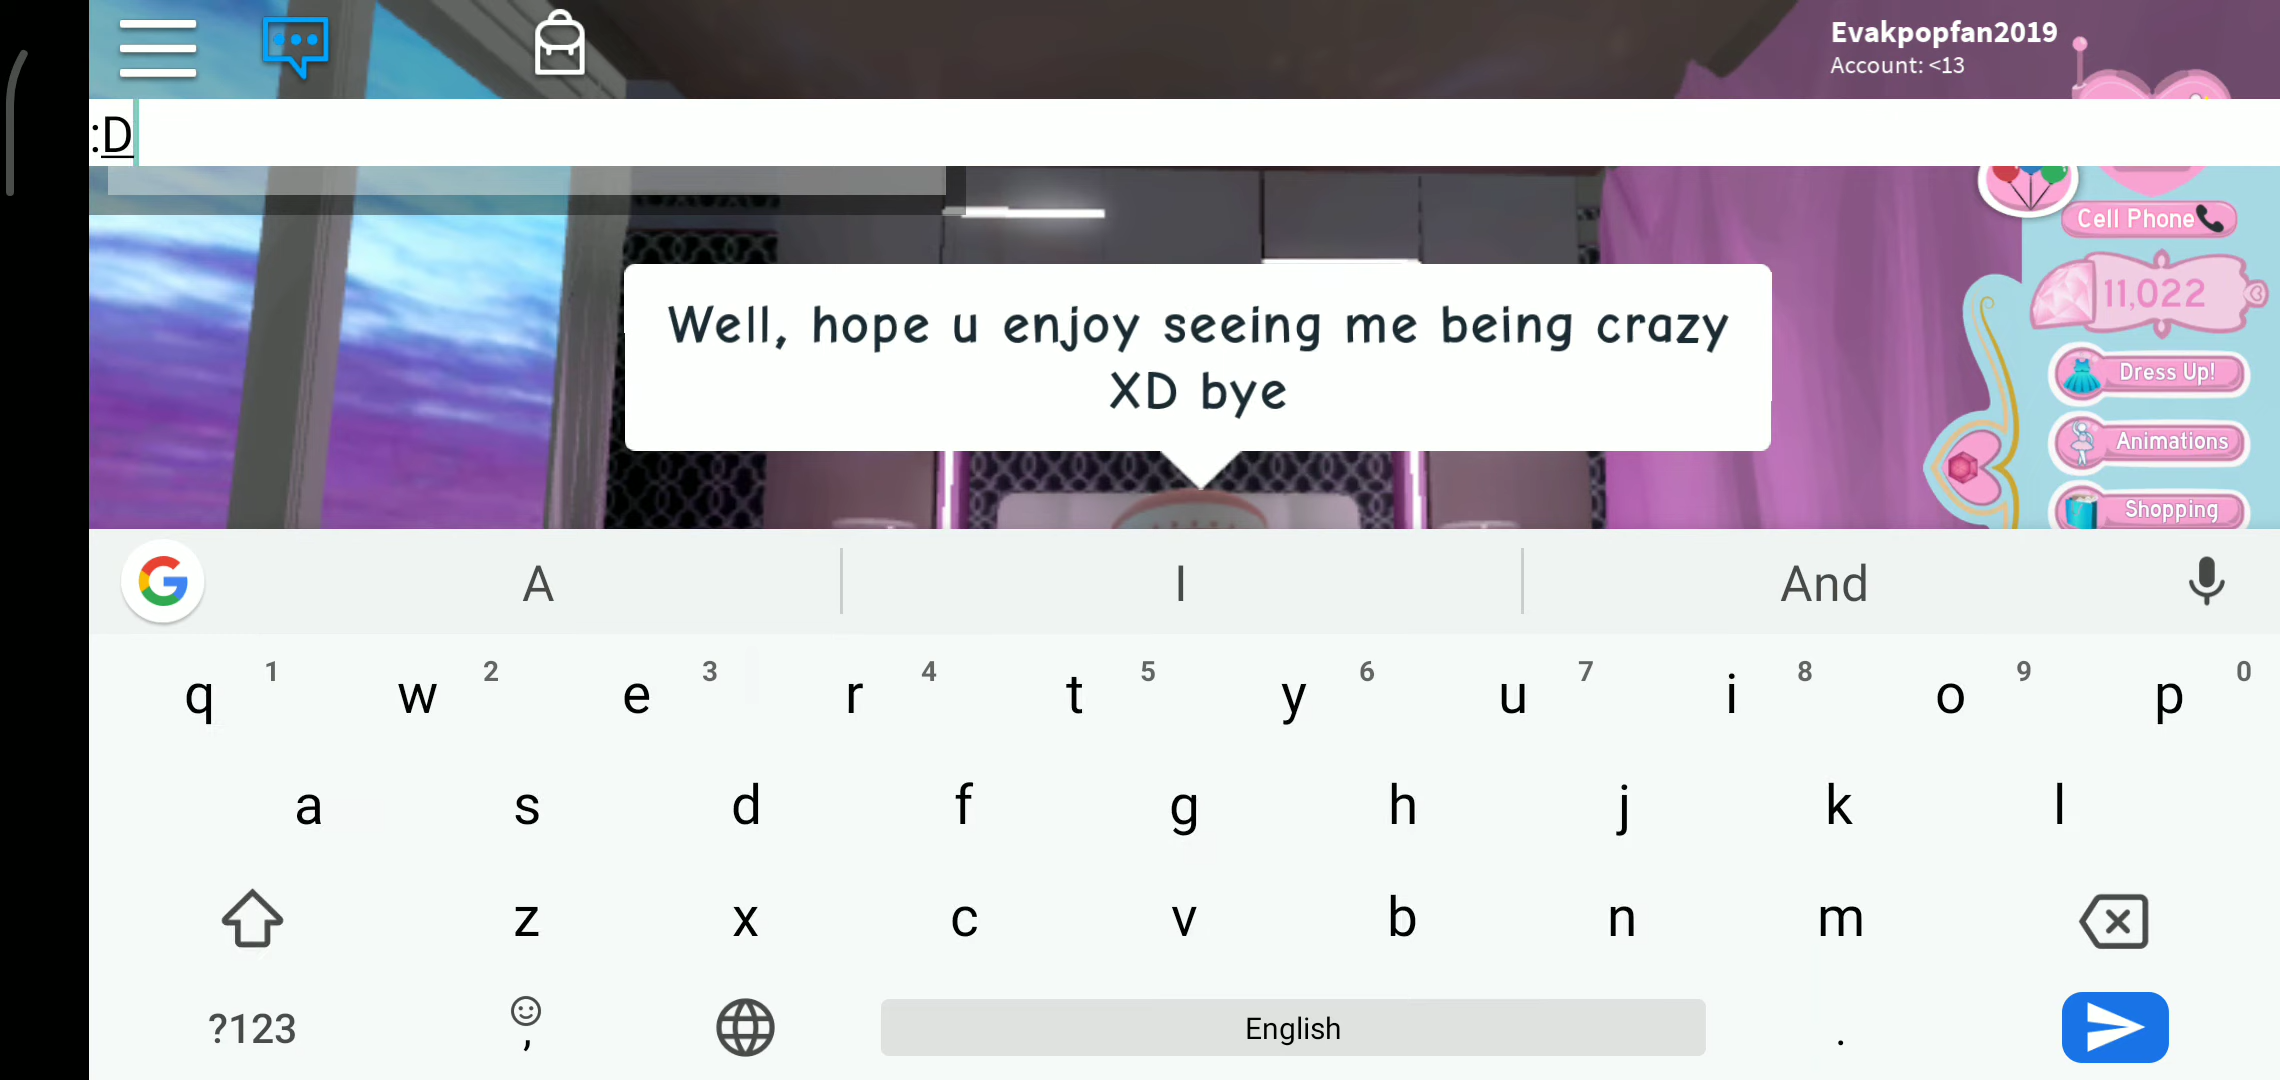 Evakpopfan2019
Account: <13
:D
Cell Phone
11,022
Well, hope u enjoy seeing me being crazy
XD bye
Dress Up!
Animations
Shopping
A I And
q 1 w 2 e 3 r 4 t 5 y 6 u 7 i 8 o 9 p 0
a s d f g h j k l
z x c v b n m
?123 , English .